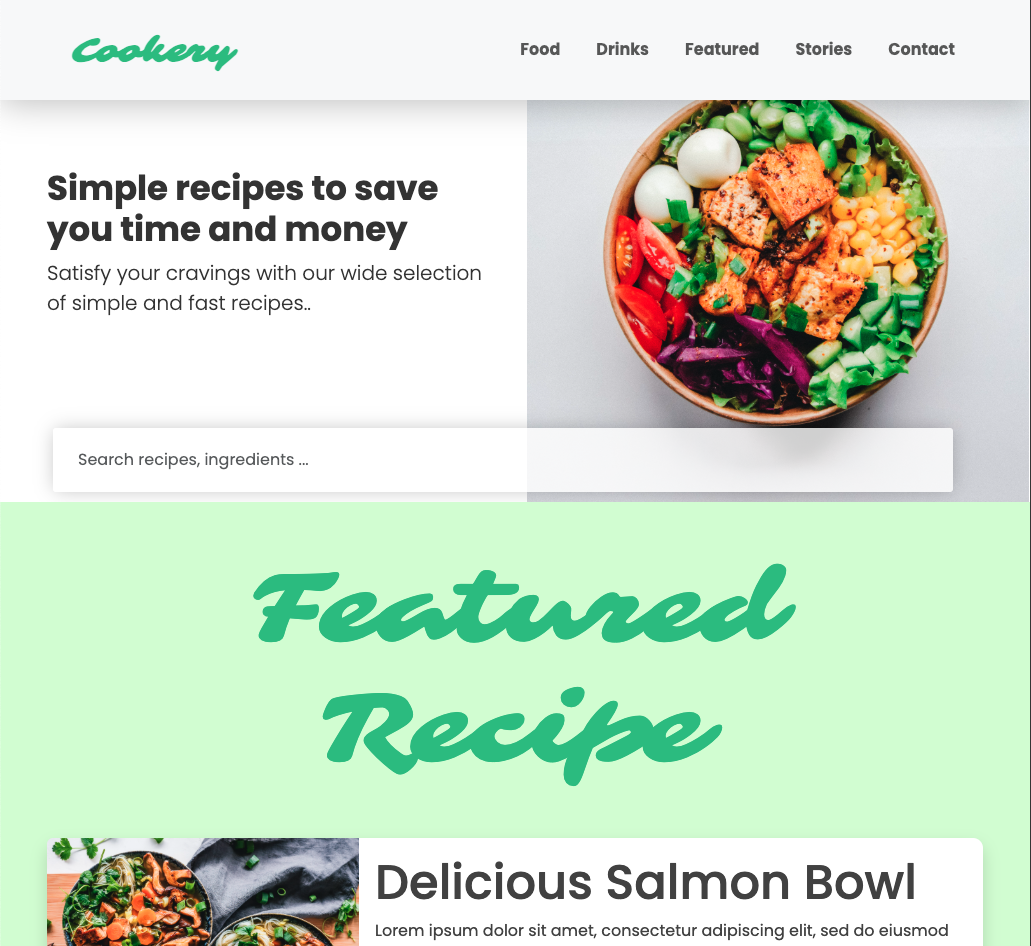 Cookery
Food Drinks Featured Stories Contact
Simple recipes to save
you time and money
Satisfy your cravings with our wide selection
of simple and fast recipes..
Search recipes, ingredients ...
Featured
Recipe
Delicious Salmon Bowl
Lorem ipsum dolor sit amet, consectetur adipiscing elit, sed do eiusmod